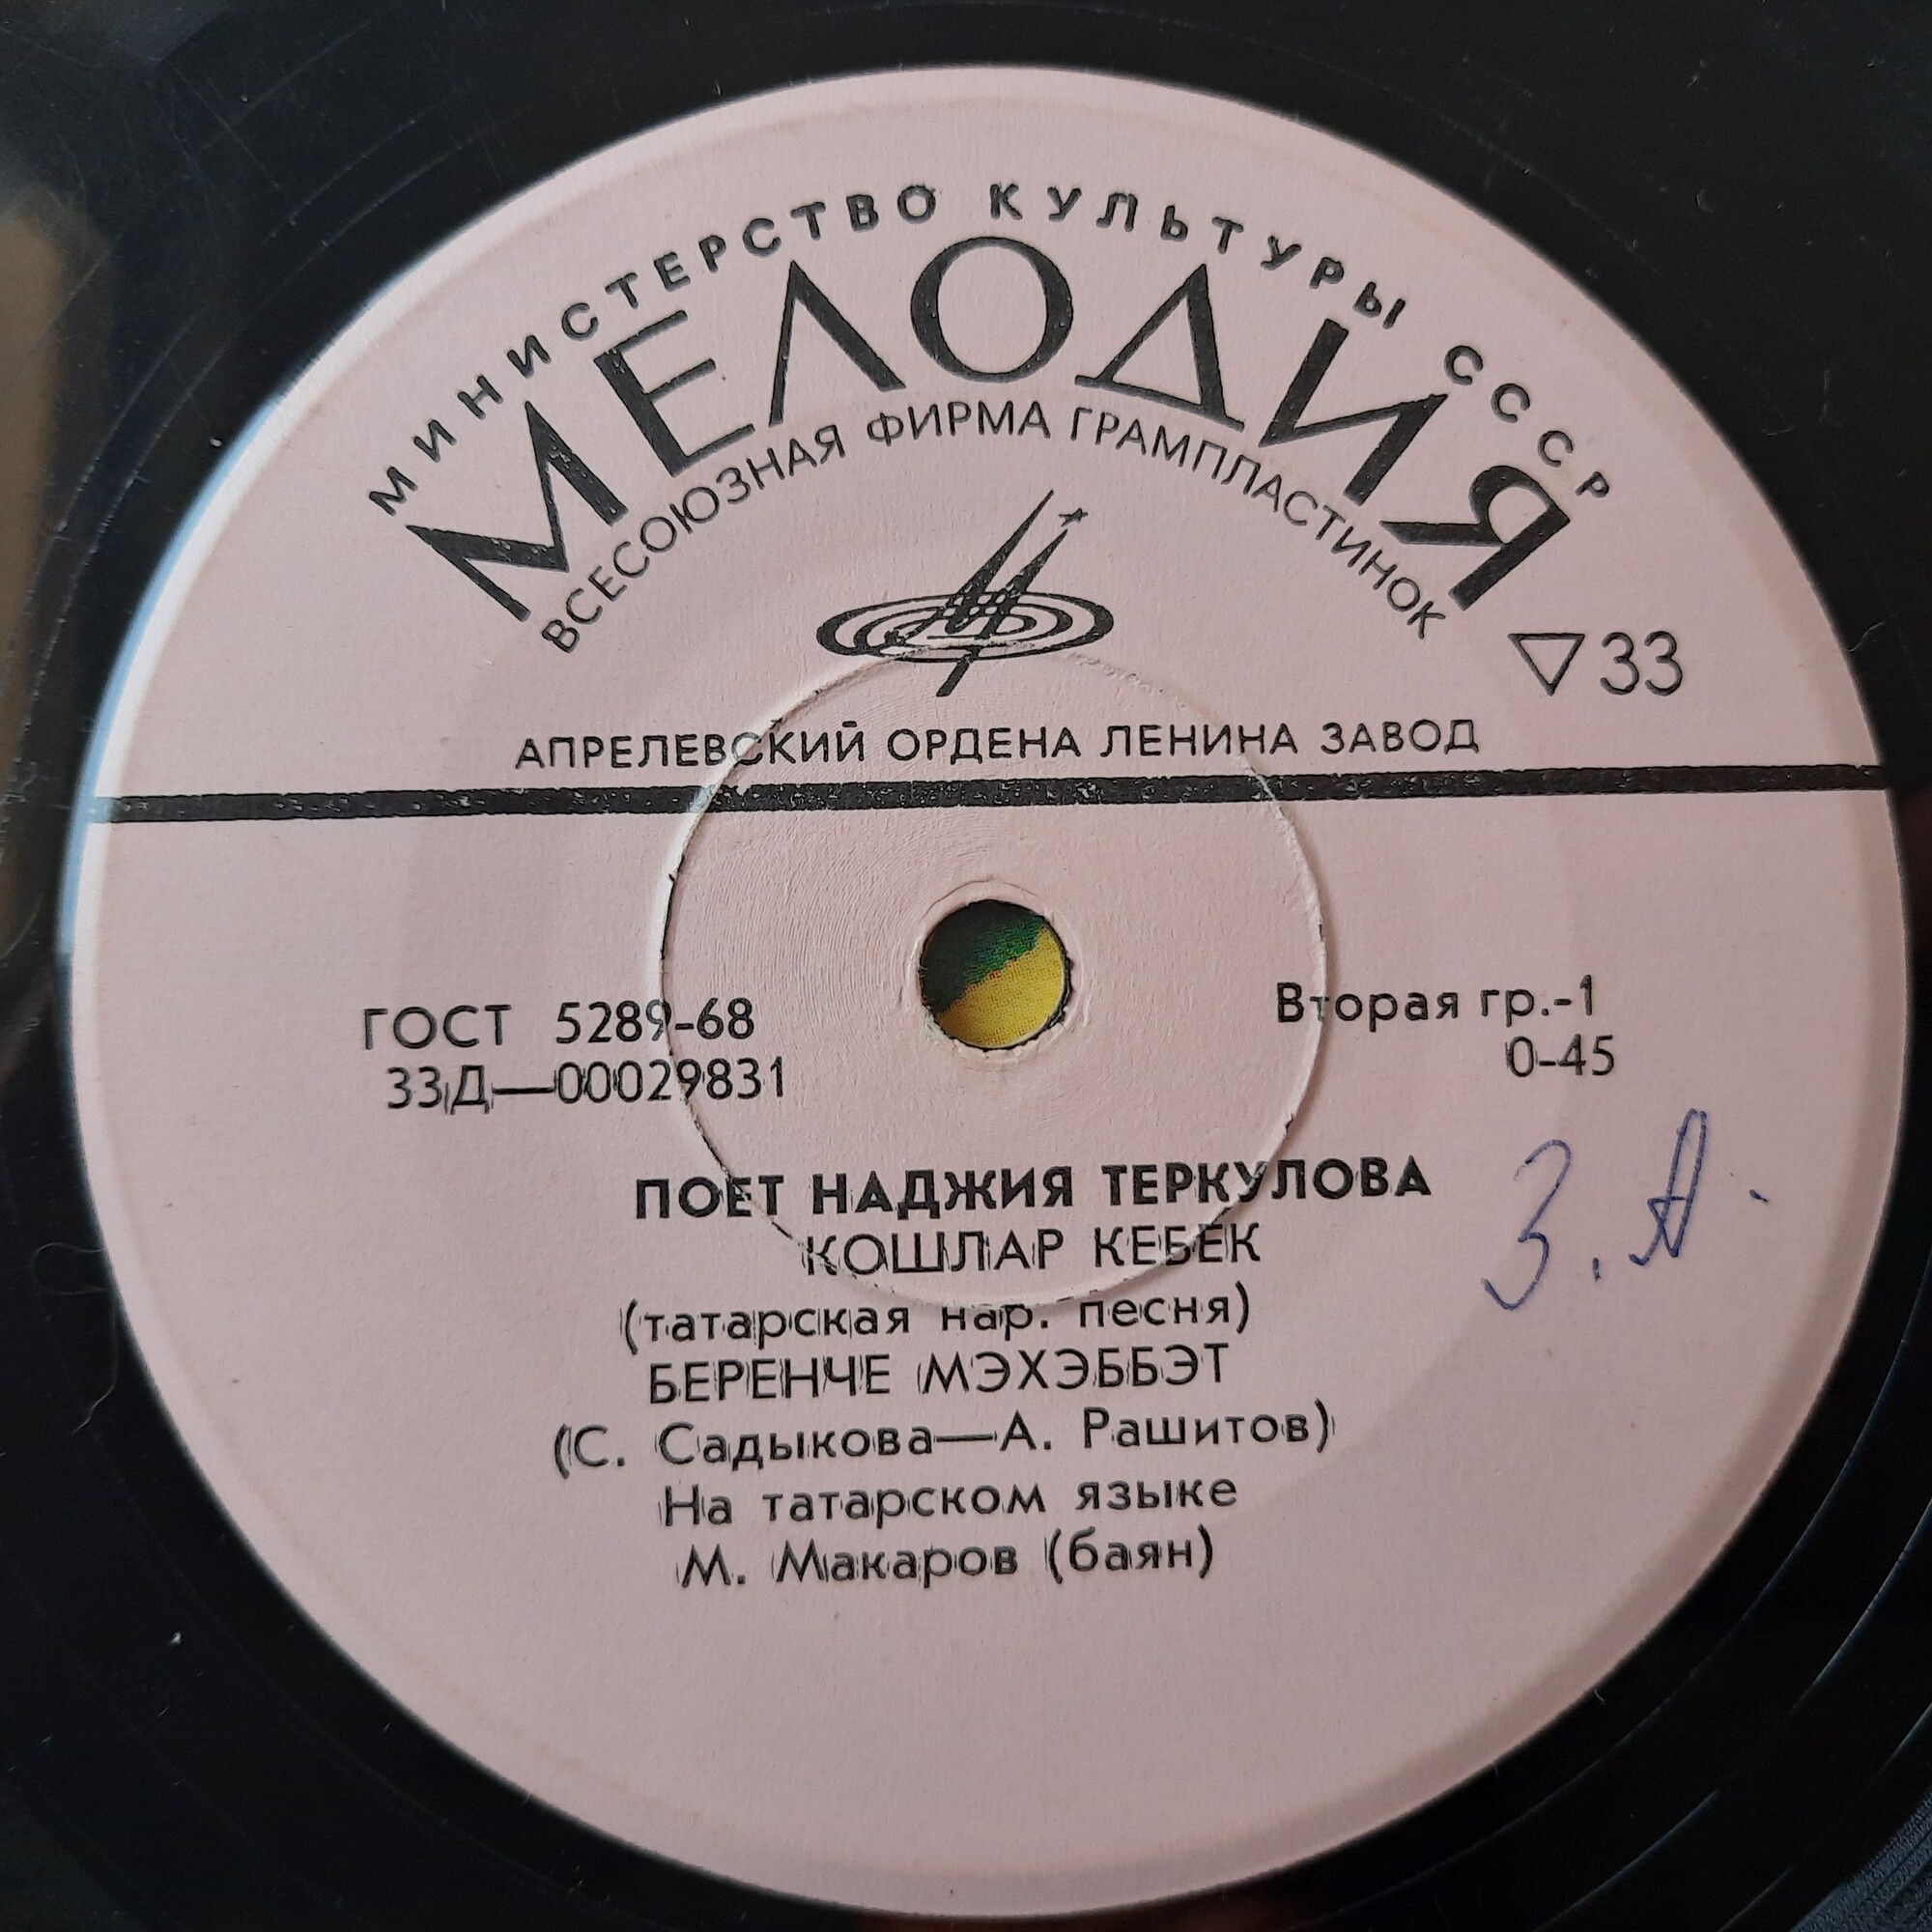 МИНИСТЕРСТВО КУЛЬТУРЫ СССР
МЕЛОДИЯ
ВСЕСОЮЗНАЯ ФИРМА ГРАМПЛАСТИНОК
▽33
АПРЕЛЕВСКИЙ ОРДЕНА ЛЕНИНА ЗАВОД
ГОСТ 5289-68
Вторая гр.-1
33Д—00029831
0-45
ПОЕТ НАДЖИЯ ТЕРКУЛОВА
КОШЛАР КЕБЕК
(татарская нар. песня)
БЕРЕНЧЕ МЭХЭББЭТ
(С. Садыкова—А. Рашитов)
На татарском языке
М. Макаров (баян)
З. А.